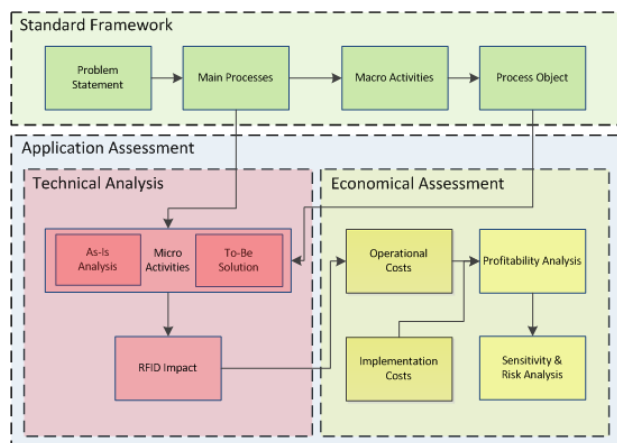 Standard Framework
Problem
Statement
Main Processes
Macro Activities
Process Object
Application Assessment
Technical Analysis
As-Is
Analysis
Micro
Activities
To-Be
Solution
RFID Impact
Economical Assessment
Operational
Costs
Profitability Analysis
Implementation
Costs
Sensitivity &
Risk Analysis